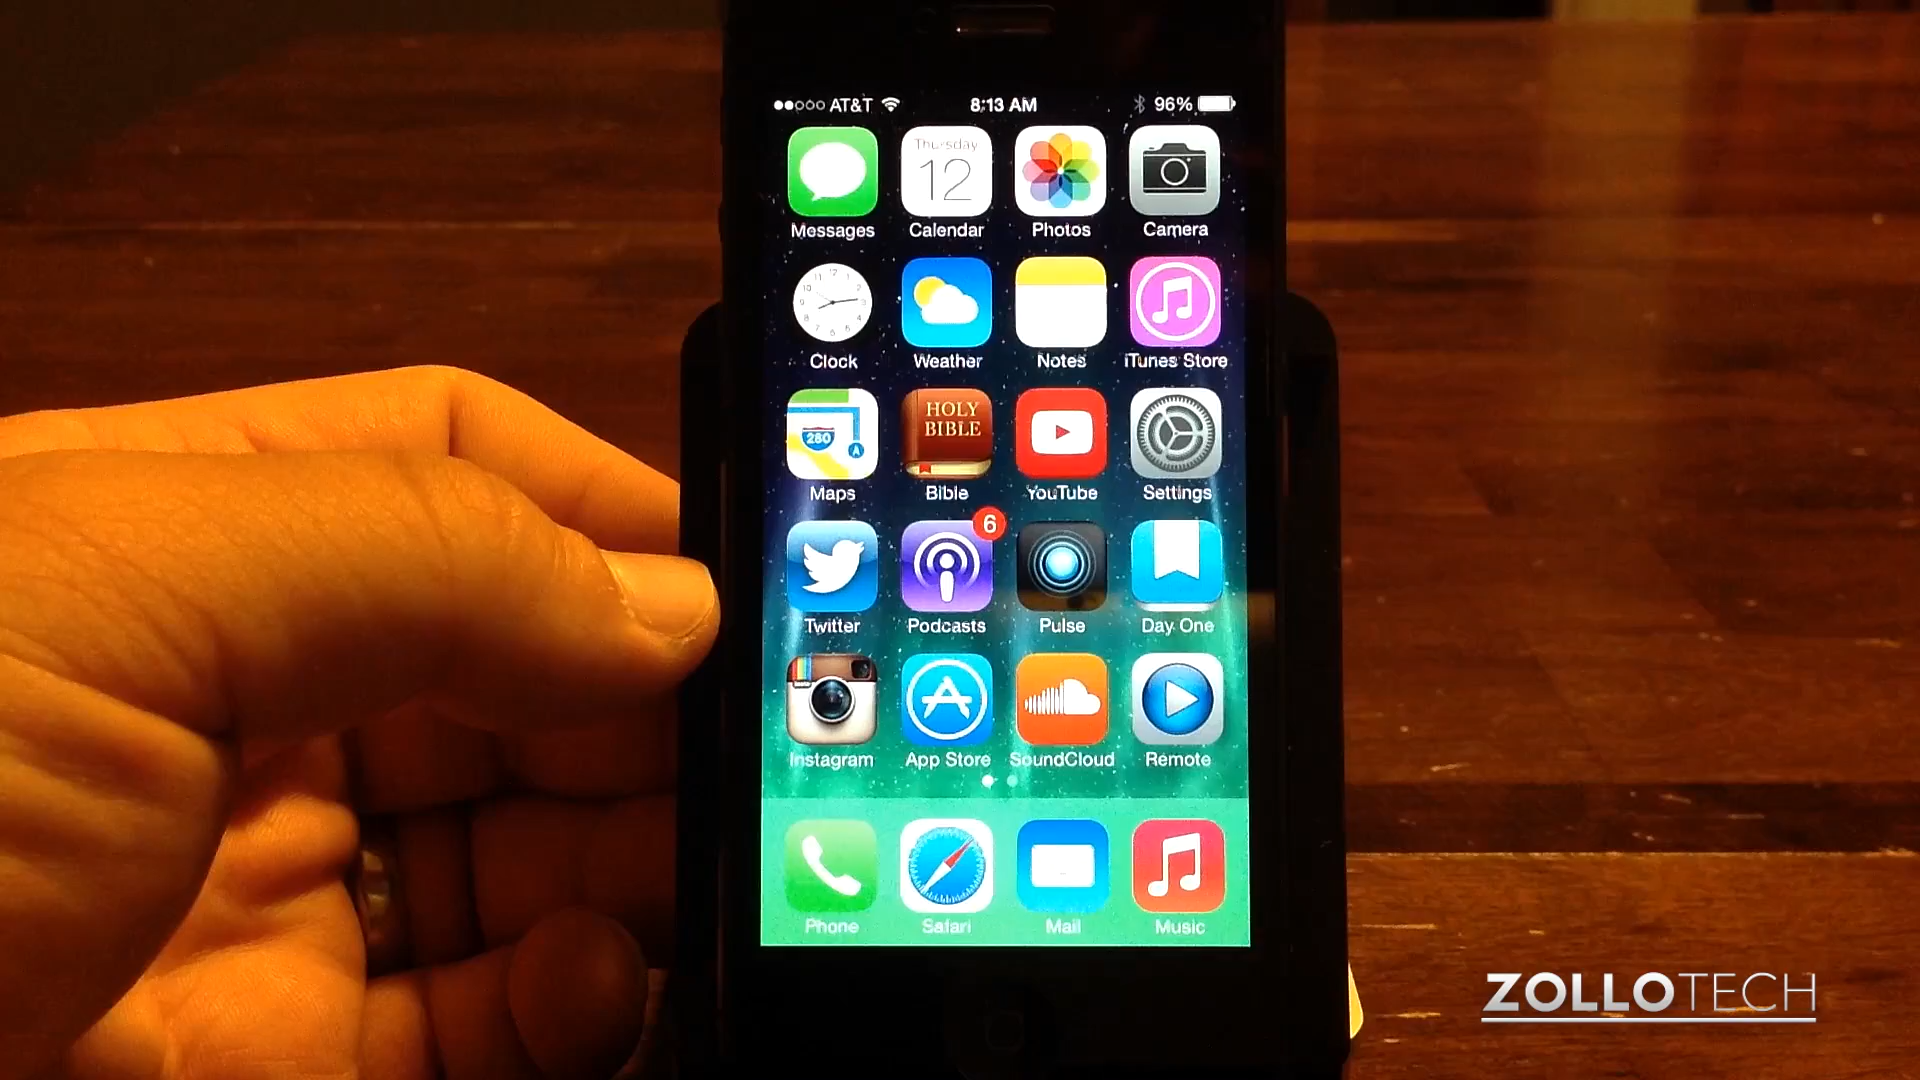 AT&T 8:13 AM 96%
Thursday
12
Messages Calendar Photos Camera
12
Clock Weather Notes iTunes Store
280 HOLY BIBLE
Maps Bible YouTube Settings
6
Twitter Podcasts Pulse Day One
Instagram App Store SoundCloud Remote
Phone Safari Mail Music
ZOLLOTECH